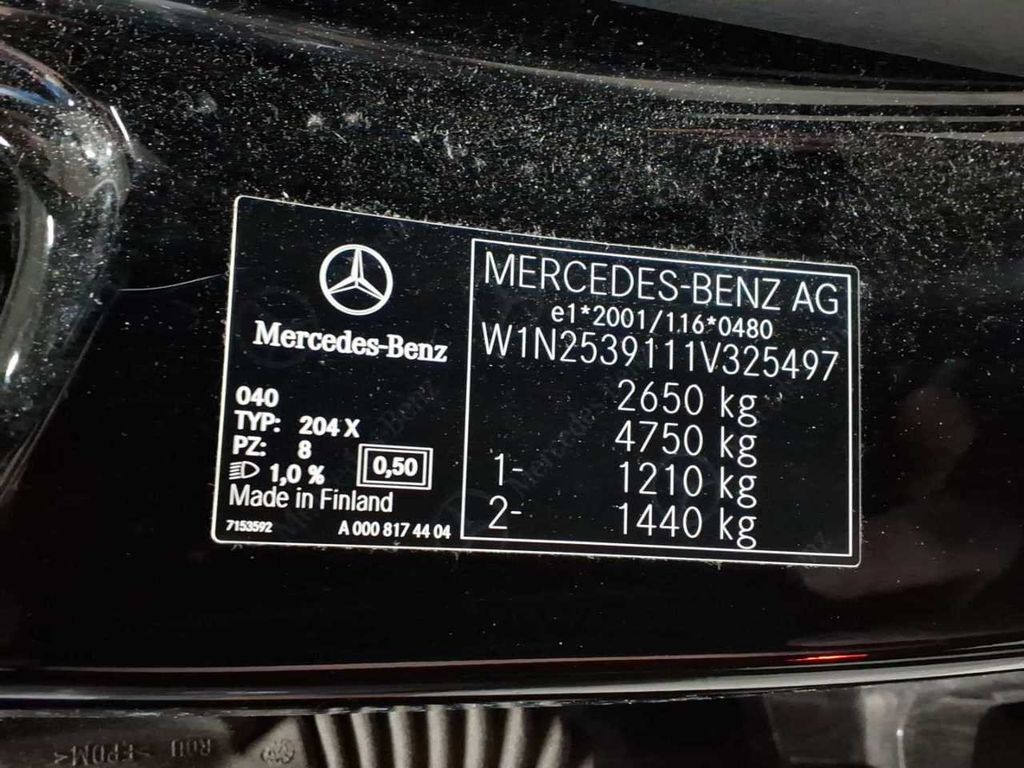 Mercedes-Benz
040
TYP: 204 X
PZ: 8
1,0 %
0,50
Made in Finland
7153592 A 000 817 44 04
MERCEDES-BENZ AG
e1*2001/116*0480
W1N2539111V325497
2650 kg
4750 kg
1- 1210 kg
2- 1440 kg
>EPDM<